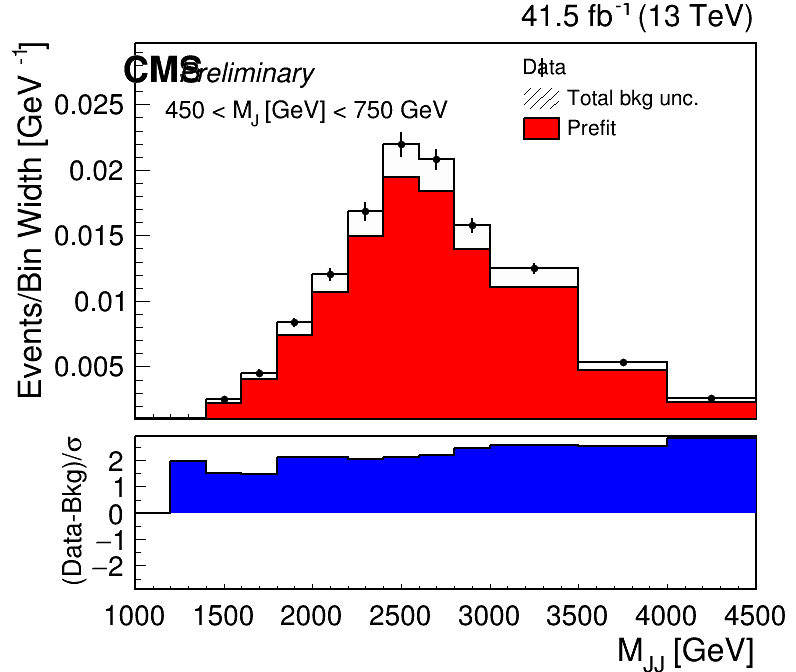 41.5 fb⁻¹ (13 TeV)
CMS Preliminary
Data
450 < M_J [GeV] < 750 GeV
Total bkg unc.
Prefit
Events/Bin Width [GeV⁻¹]
0.025
0.02
0.015
0.01
0.005
(Data-Bkg)/σ
2
1
0
−1
−2
1000 1500 2000 2500 3000 3500 4000 4500
M_JJ [GeV]